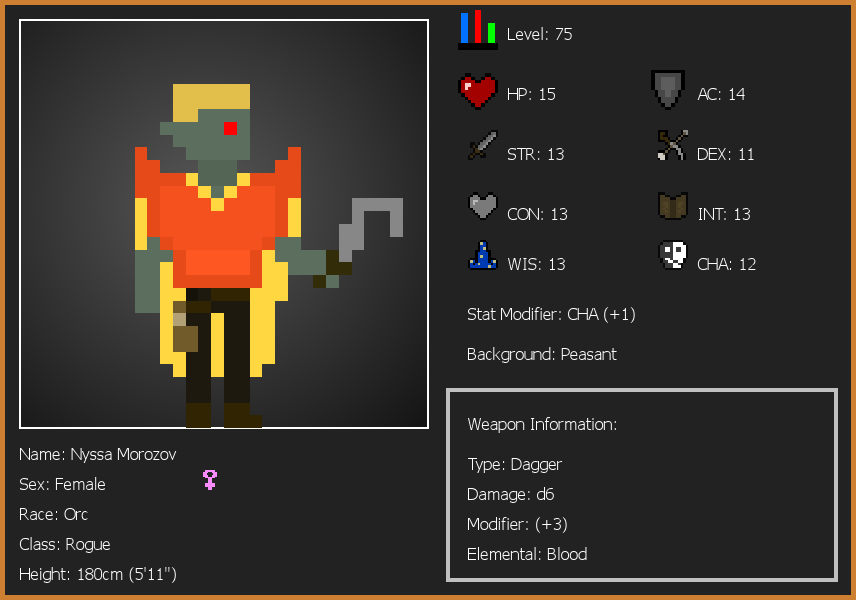 Level: 75
HP: 15
AC: 14
STR: 13
DEX: 11
CON: 13
INT: 13
WIS: 13
CHA: 12
Stat Modifier: CHA (+1)
Background: Peasant
Weapon Information:
Type: Dagger
Damage: d6
Modifier: (+3)
Elemental: Blood
Name: Nyssa Morozov
Sex: Female
Race: Orc
Class: Rogue
Height: 180cm (5'11")